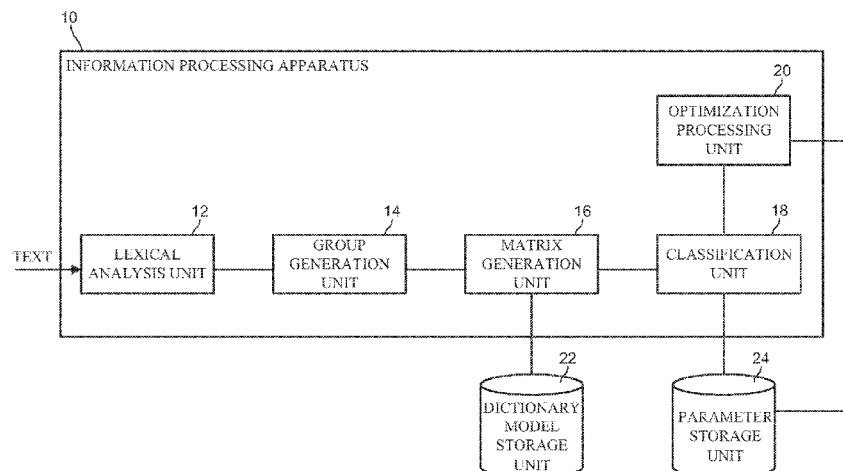 10
INFORMATION PROCESSING APPARATUS
20
OPTIMIZATION
PROCESSING
UNIT
12
14
16
18
TEXT
LEXICAL
ANALYSIS UNIT
GROUP
GENERATION
UNIT
MATRIX
GENERATION
UNIT
CLASSIFICATION
UNIT
22
24
DICTIONARY
MODEL
STORAGE
UNIT
PARAMETER
STORAGE
UNIT